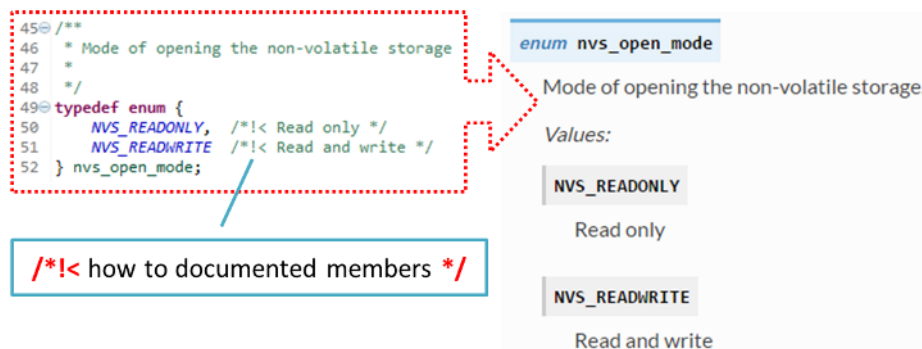 45 /**
46 * Mode of opening the non-volatile storage
47 *
48 */
49 typedef enum {
50 NVS_READONLY, /*!< Read only */
51 NVS_READWRITE /*!< Read and write */
52 } nvs_open_mode;
/*!< how to documented members */
enum nvs_open_mode
Mode of opening the non-volatile storage
Values:
NVS_READONLY
Read only
NVS_READWRITE
Read and write